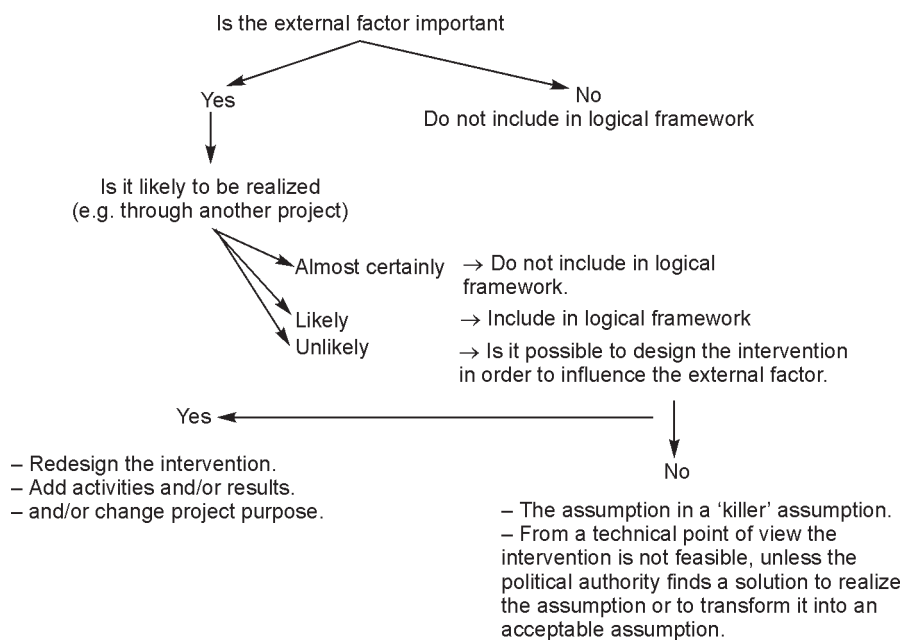 Is the external factor important
Yes
No
Do not include in logical framework
Is it likely to be realized
(e.g. through another project)
Almost certainly → Do not include in logical
framework.
Likely → Include in logical framework
Unlikely → Is it possible to design the intervention
in order to influence the external factor.
Yes
No
– Redesign the intervention.
– Add activities and/or results.
– and/or change project purpose.
– The assumption in a ‘killer’ assumption.
– From a technical point of view the
intervention is not feasible, unless the
political authority finds a solution to realize
the assumption or to transform it into an
acceptable assumption.